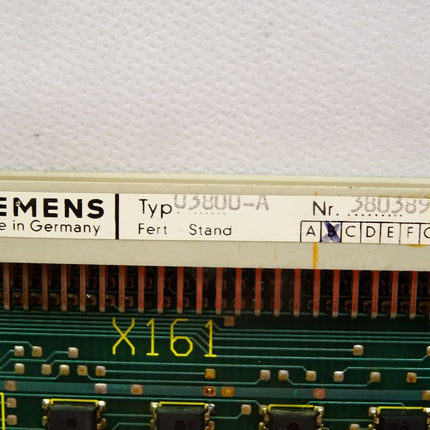 EMENS Typ 03800-A Nr. 380389
e in Germany Fert. Stand A B C D E F G
X161